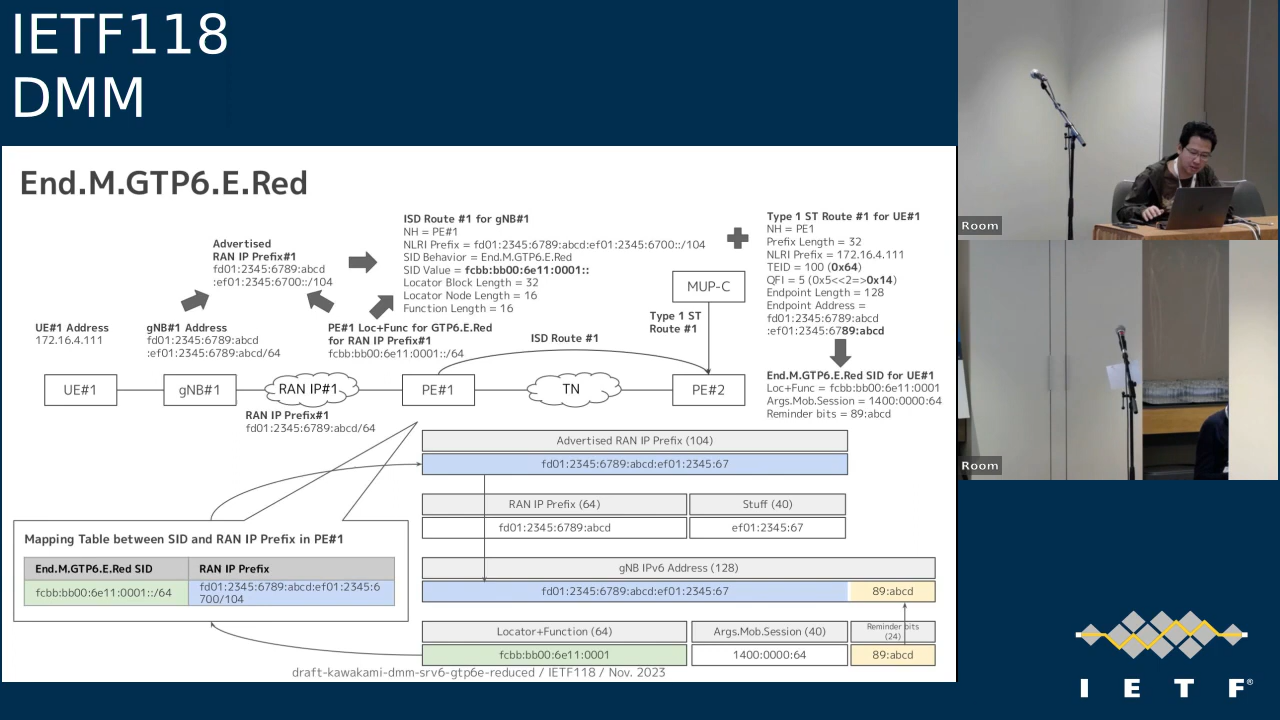 IETF118
DMM
End.M.GTP6.E.Red
Advertised
RAN IP Prefix#1
fd01:2345:6789:abcd
:ef01:2345:6700::/104
ISD Route #1 for gNB#1
NH = PE#1
NLRI Prefix = fd01:2345:6789:abcd:ef01:2345:6700::/104
SID Behavior = End.M.GTP6.E.Red
SID Value = fcbb:bb00:6e11:0001::
Locator Block Length = 32
Locator Node Length = 16
Function Length = 16
Type 1 ST Route #1 for UE#1
NH = PE1
Prefix Length = 32
NLRI Prefix = 172.16.4.111
TEID = 100 (0x64)
QFI = 5 (0x5<<2=>0x14)
Endpoint Length = 128
Endpoint Address =
fd01:2345:6789:abcd
:ef01:2345:6789:abcd
MUP-C
Type 1 ST
Route #1
UE#1 Address
172.16.4.111
gNB#1 Address
fd01:2345:6789:abcd
:ef01:2345:6789:abcd/64
PE#1 Loc+Func for GTP6.E.Red
for RAN IP Prefix#1
fcbb:bb00:6e11:0001::/64
ISD Route #1
End.M.GTP6.E.Red SID for UE#1
Loc+Func = fcbb:bb00:6e11:0001
Args.Mob.Session = 1400:0000:64
Reminder bits = 89:abcd
UE#1
gNB#1
RAN IP#1
PE#1
TN
PE#2
RAN IP Prefix#1
fd01:2345:6789:abcd/64
Advertised RAN IP Prefix (104)
fd01:2345:6789:abcd:ef01:2345:67
RAN IP Prefix (64)
Stuff (40)
fd01:2345:6789:abcd
ef01:2345:67
Mapping Table between SID and RAN IP Prefix in PE#1
End.M.GTP6.E.Red SID
RAN IP Prefix
fcbb:bb00:6e11:0001::/64
fd01:2345:6789:abcd:ef01:2345:6
700/104
gNB IPv6 Address (128)
fd01:2345:6789:abcd:ef01:2345:67
89:abcd
Locator+Function (64)
Args.Mob.Session (40)
Reminder bits
(24)
fcbb:bb00:6e11:0001
1400:0000:64
89:abcd
draft-kawakami-dmm-srv6-gtp6e-reduced / IETF118 / Nov. 2023
Room
Room
I E T F®